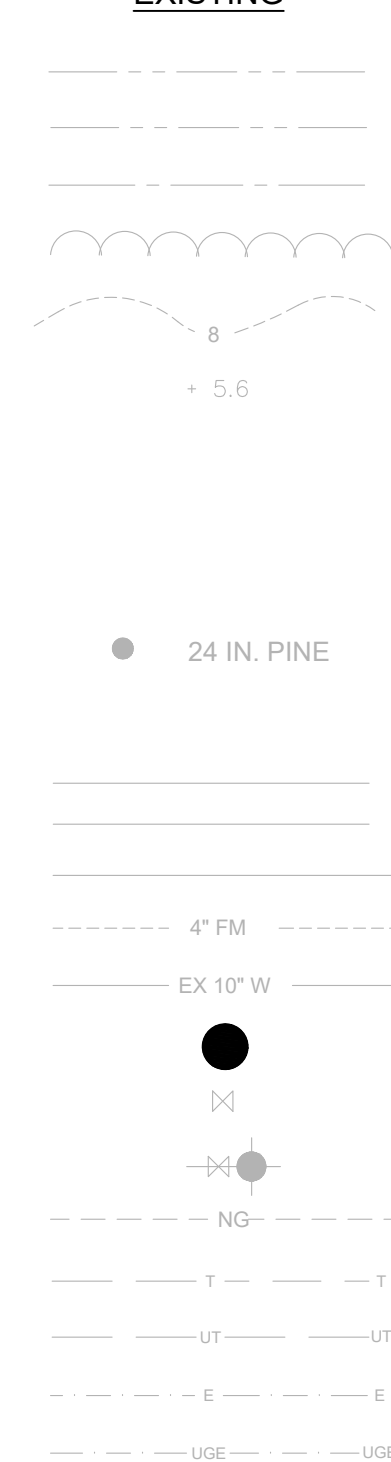 EXISTING
8
+ 5.6
24 IN. PINE
4" FM
EX 10" W
NG
T T
UT UT
E E
UGE UGE